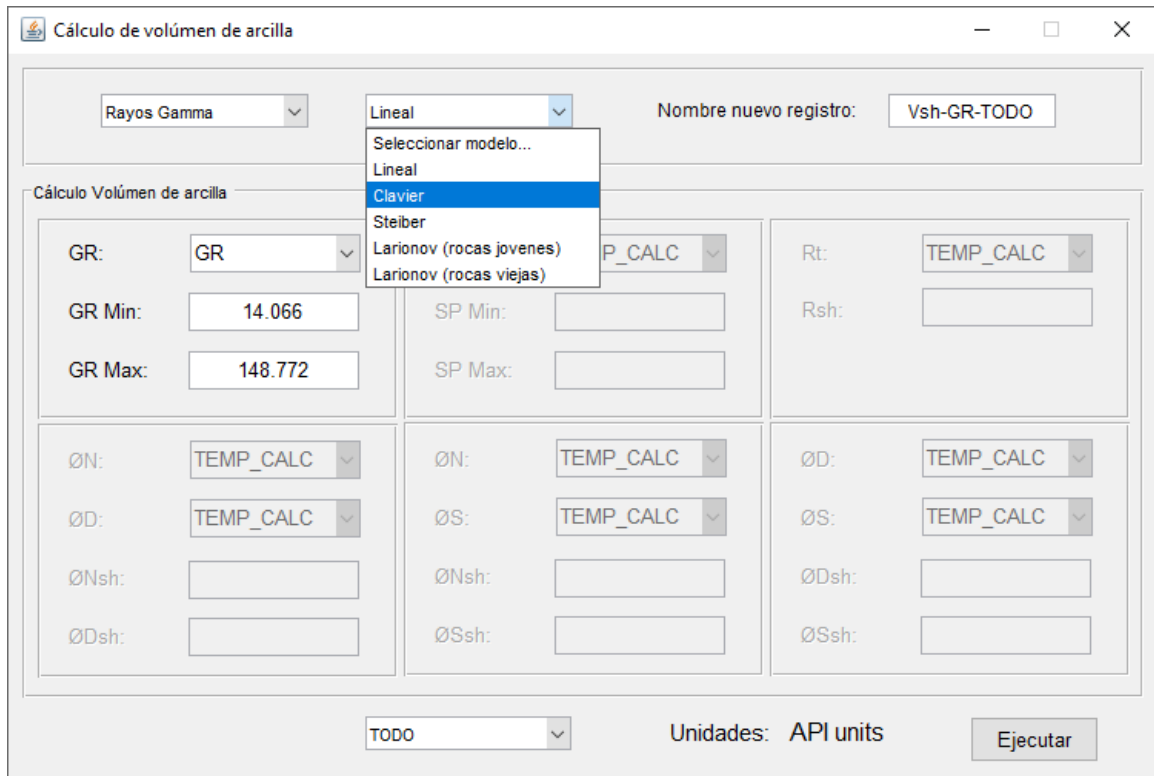 Cálculo de volúmen de arcilla
Rayos Gamma
Lineal
Nombre nuevo registro:
Vsh-GR-TODO
Seleccionar modelo...
Lineal
Clavier
Steiber
Larionov (rocas jovenes)
Larionov (rocas viejas)
Cálculo Volúmen de arcilla
GR:
GR
GR Min:
14.066
GR Max:
148.772
P_CALC
SP Min:
SP Max:
Rt:
TEMP_CALC
Rsh:
ØN:
TEMP_CALC
ØD:
TEMP_CALC
ØNsh:
ØDsh:
ØN:
TEMP_CALC
ØS:
TEMP_CALC
ØNsh:
ØSsh:
ØD:
TEMP_CALC
ØS:
TEMP_CALC
ØDsh:
ØSsh:
TODO
Unidades:
API units
Ejecutar